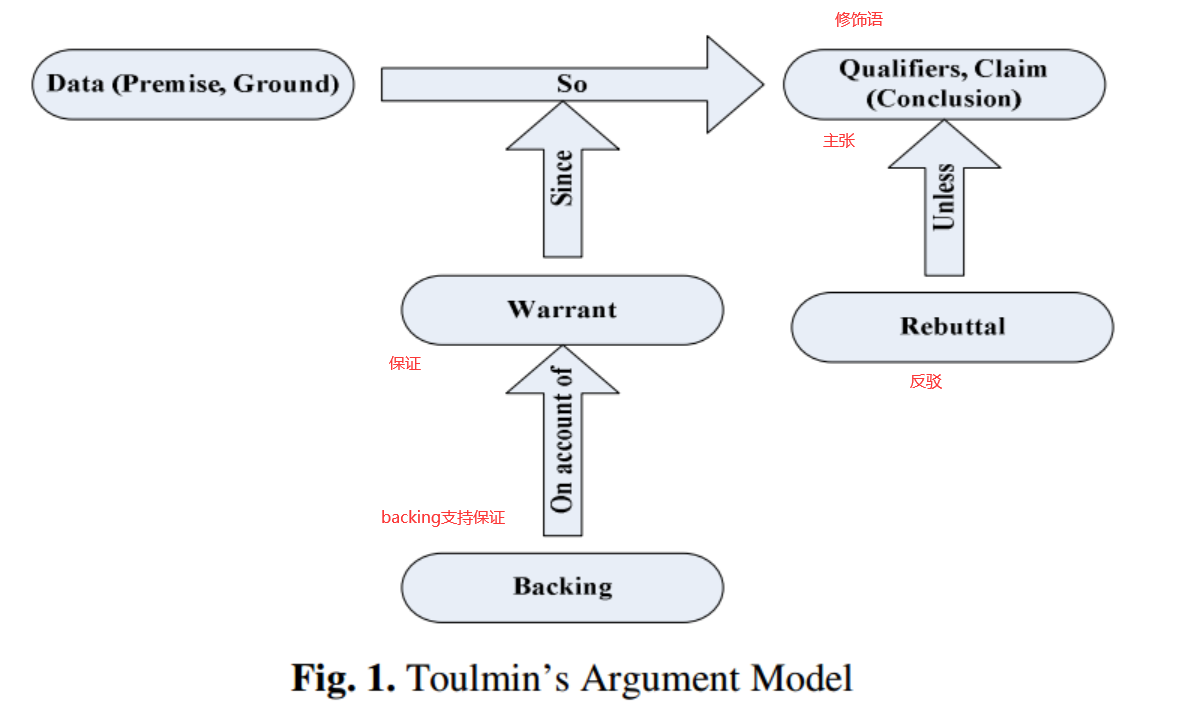 修饰语
Data (Premise, Ground)
So
Qualifiers, Claim
(Conclusion)
主张
Since
Unless
Warrant
Rebuttal
保证
反驳
On account of
backing支持保证
Backing
Fig. 1. Toulmin’s Argument Model